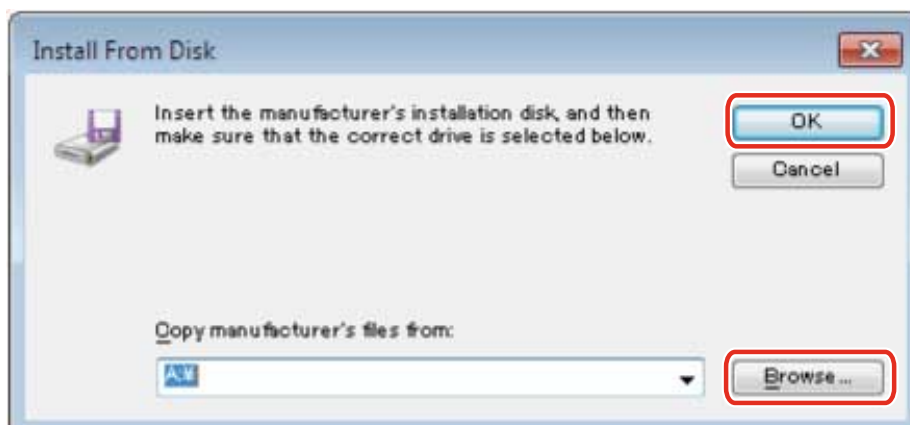 Install From Disk
Insert the manufacturer's installation disk, and then
make sure that the correct drive is selected below.
OK
Cancel
Copy manufacturer's files from:
A:¥
Browse...